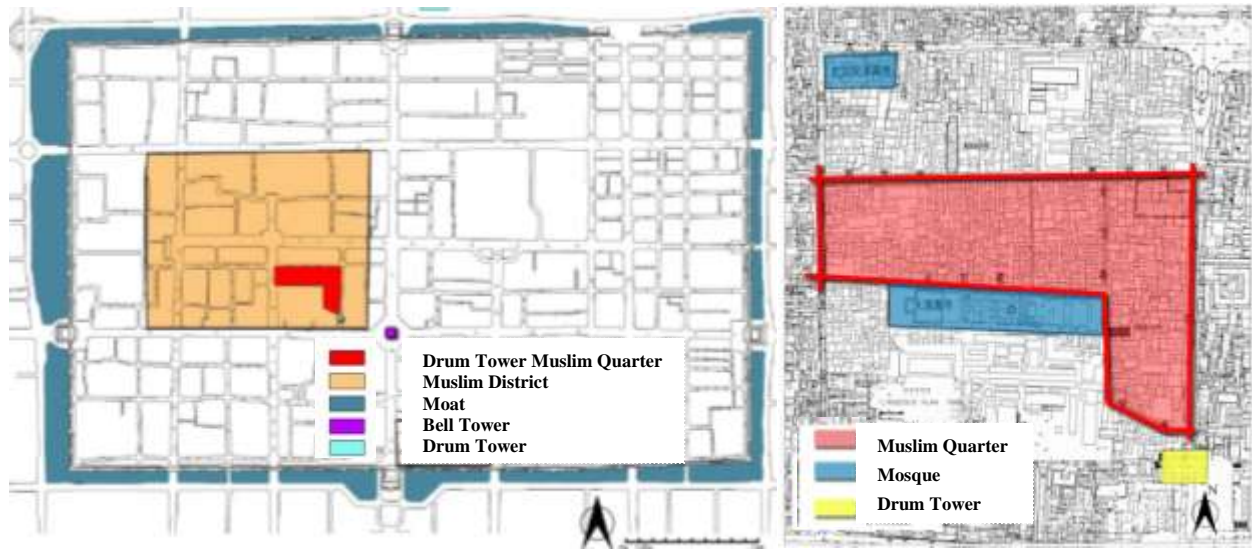 Drum Tower Muslim Quarter
Muslim District
Moat
Bell Tower
Drum Tower
Muslim Quarter
Mosque
Drum Tower